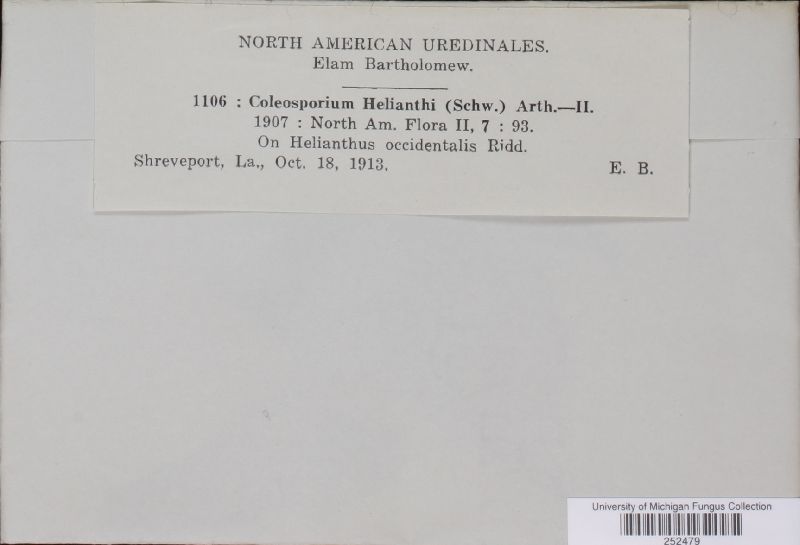 NORTH AMERICAN UREDINALES.
Elam Bartholomew.
1106 : Coleosporium Helianthi (Schw.) Arth.—II.
1907 : North Am. Flora II, 7 : 93.
On Helianthus occidentalis Ridd.
Shreveport, La., Oct. 18, 1913.
E. B.
University of Michigan Fungus Collection
252479